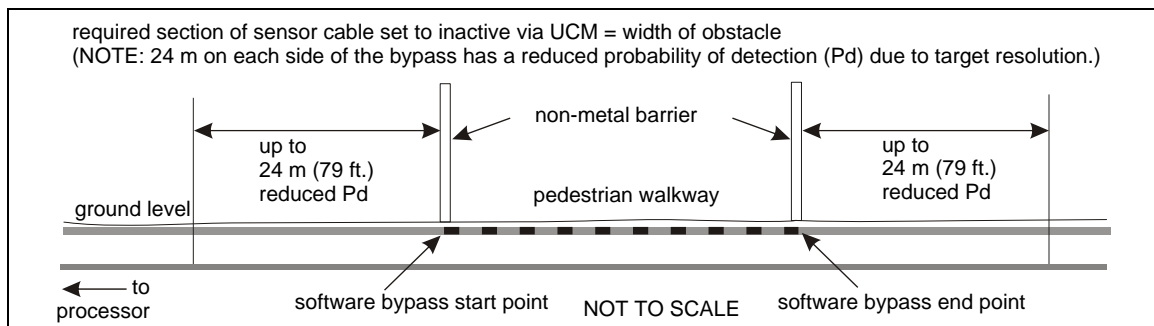 required section of sensor cable set to inactive via UCM = width of obstacle
(NOTE: 24 m on each side of the bypass has a reduced probability of detection (Pd) due to target resolution.)
non-metal barrier
up to
24 m (79 ft.)
reduced Pd
up to
24 m (79 ft.)
reduced Pd
pedestrian walkway
ground level
to
processor
software bypass start point
NOT TO SCALE
software bypass end point